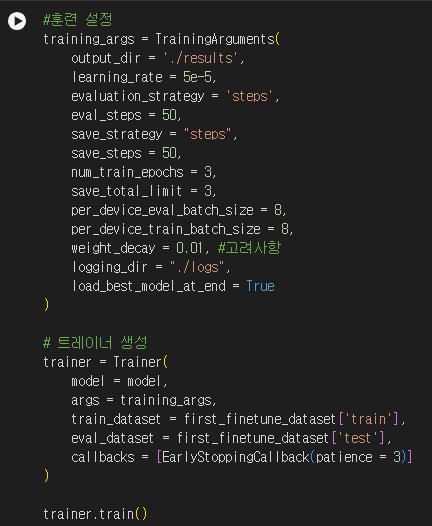 #훈련 설정
training_args = TrainingArguments(
    output_dir = './results',
    learning_rate = 5e-5,
    evaluation_strategy = 'steps',
    eval_steps = 50,
    save_strategy = "steps",
    save_steps = 50,
    num_train_epochs = 3,
    save_total_limit = 3,
    per_device_eval_batch_size = 8,
    per_device_train_batch_size = 8,
    weight_decay = 0.01, #고려사항
    logging_dir = "./logs",
    load_best_model_at_end = True
)

# 트레이너 생성
trainer = Trainer(
    model = model,
    args = training_args,
    train_dataset = first_finetune_dataset['train'],
    eval_dataset = first_finetune_dataset['test'],
    callbacks = [EarlyStoppingCallback(patience = 3)]
)

trainer.train()